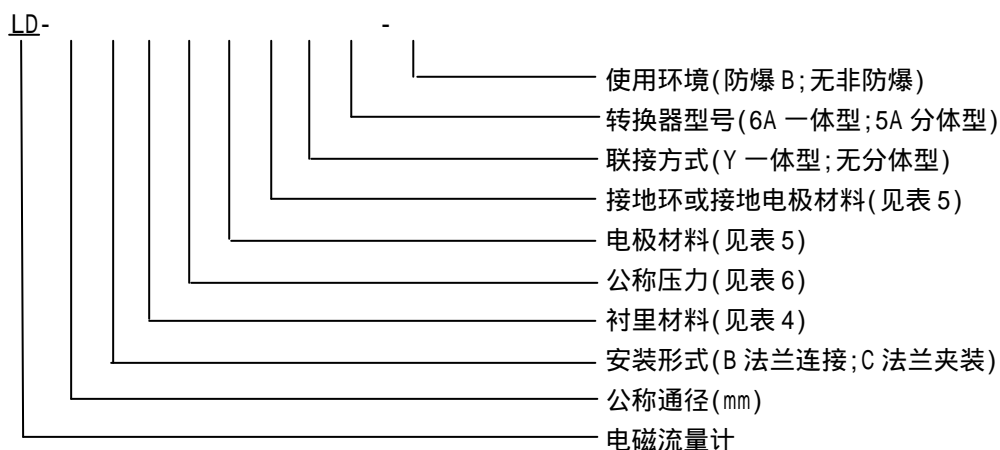 LD- -
使用环境(防爆 B;无非防爆)
转换器型号(6A 一体型;5A 分体型)
联接方式(Y 一体型;无分体型)
接地环或接地电极材料(见表 5)
电极材料(见表 5)
公称压力(见表 6)
衬里材料(见表 4)
安装形式(B 法兰连接;C 法兰夹装)
公称通径(mm)
电磁流量计